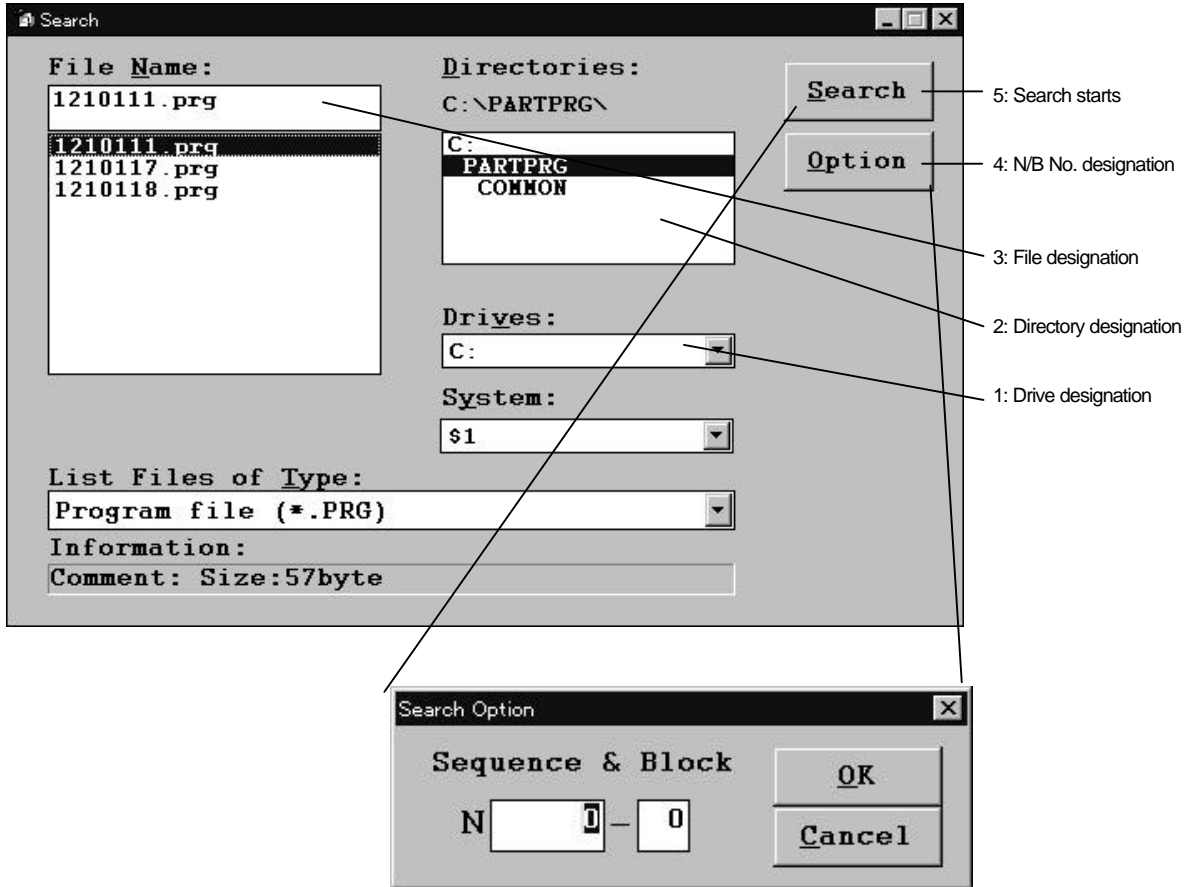 Search
File Name:
1210111.prg
1210111.prg
1210117.prg
1210118.prg
Directories:
C:\PARTPRG\
C:
PARTPRG
COMMON
Drives:
C:
System:
$1
List Files of Type:
Program file (*.PRG)
Information:
Comment: Size:57byte
Search
Option
5: Search starts
4: N/B No. designation
3: File designation
2: Directory designation
1: Drive designation
Search Option
Sequence & Block
N 0 – 0
OK
Cancel